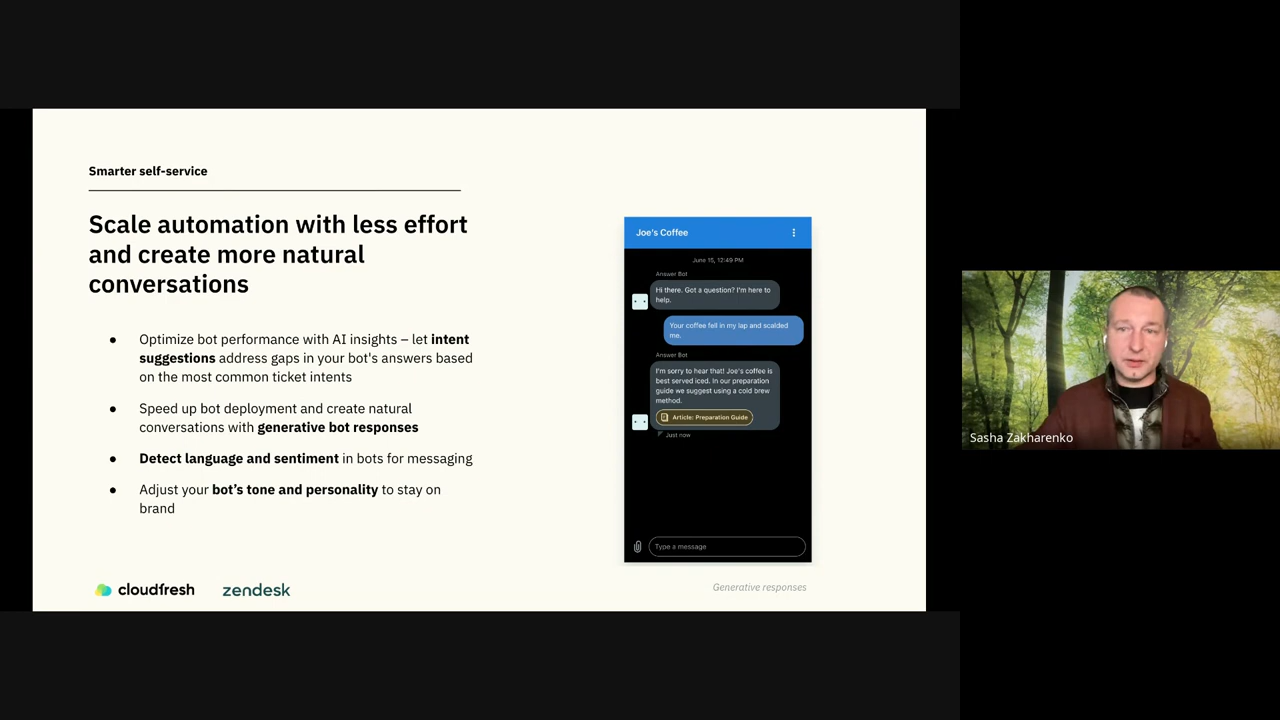 Smarter self-service
Scale automation with less effort
and create more natural
conversations
● Optimize bot performance with AI insights – let intent
suggestions address gaps in your bot's answers based
on the most common ticket intents
● Speed up bot deployment and create natural
conversations with generative bot responses
● Detect language and sentiment in bots for messaging
● Adjust your bot's tone and personality to stay on
brand
cloudfresh zendesk
Joe's Coffee
June 15, 12:49 PM
Answer Bot
Hi there. Got a question? I'm here to
help.
Your coffee fell in my lap and scalded
me.
Answer Bot
I'm sorry to hear that! Joe's coffee is
best served iced. In our preparation
guide we suggest using a cold brew
method.
Article: Preparation Guide
Just now
Type a message
Generative responses
Sasha Zakharenko